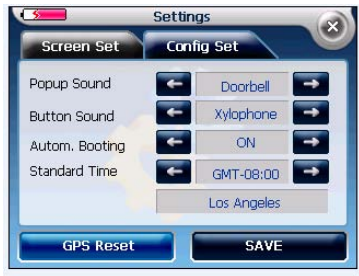 Settings
Screen Set Config Set
Popup Sound Doorbell
Button Sound Xylophone
Autom. Booting ON
Standard Time GMT-08:00
Los Angeles
GPS Reset SAVE